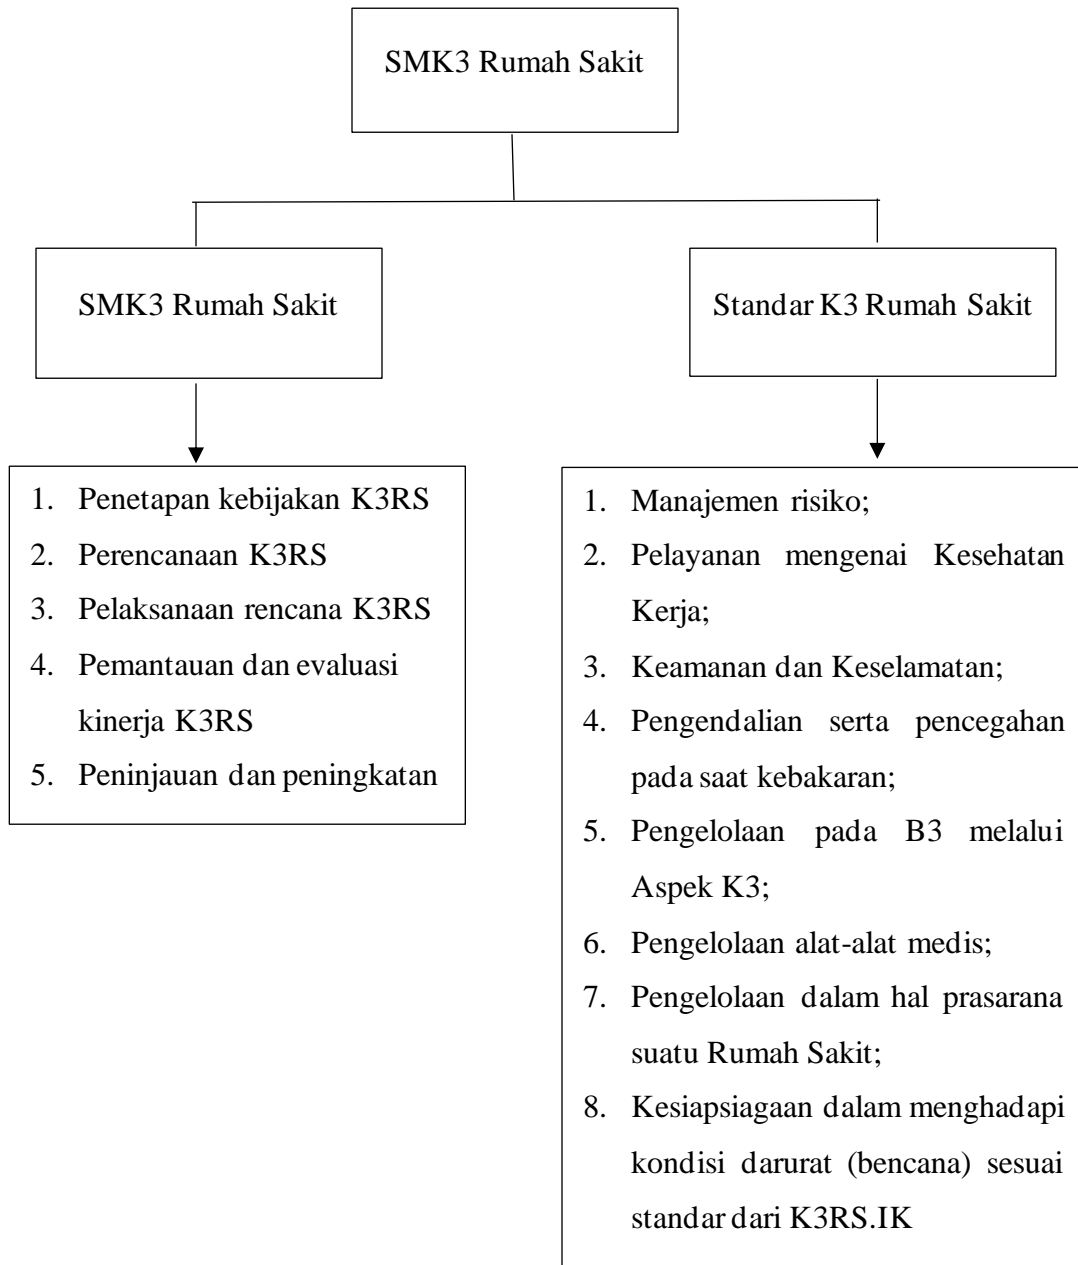 SMK3 Rumah Sakit
SMK3 Rumah Sakit
Standar K3 Rumah Sakit
1. Penetapan kebijakan K3RS
2. Perencanaan K3RS
3. Pelaksanaan rencana K3RS
4. Pemantauan dan evaluasi
kinerja K3RS
5. Peninjauan dan peningkatan
1. Manajemen risiko;
2. Pelayanan mengenai Kesehatan
Kerja;
3. Keamanan dan Keselamatan;
4. Pengendalian serta pencegahan
pada saat kebakaran;
5. Pengelolaan pada B3 melalui
Aspek K3;
6. Pengelolaan alat-alat medis;
7. Pengelolaan dalam hal prasarana
suatu Rumah Sakit;
8. Kesiapsiagaan dalam menghadapi
kondisi darurat (bencana) sesuai
standar dari K3RS.IK